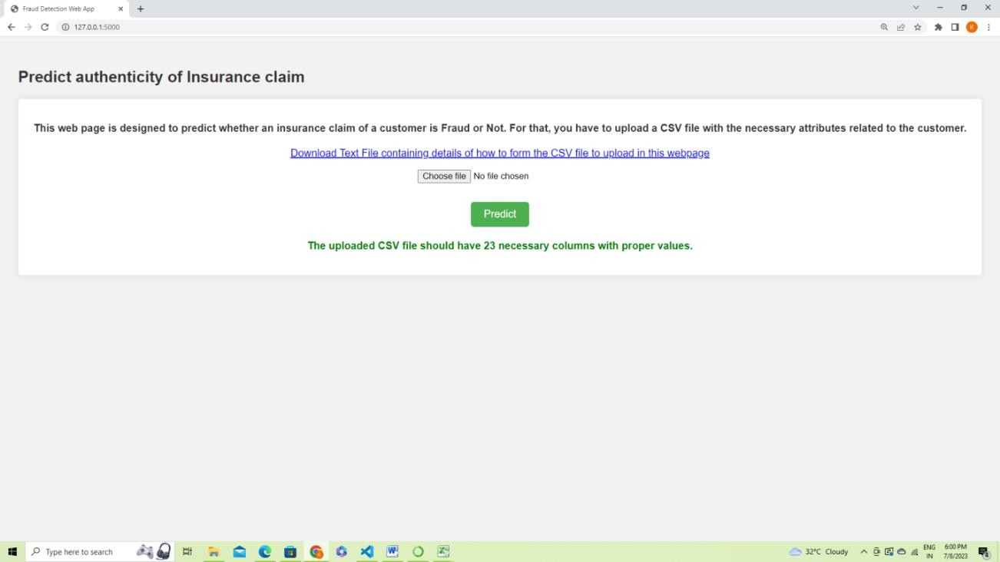 Fraud Detection Web App
127.0.0.1:5000
K
Predict authenticity of Insurance claim
This web page is designed to predict whether an insurance claim of a customer is Fraud or Not. For that, you have to upload a CSV file with the necessary attributes related to the customer.
Download Text File containing details of how to form the CSV file to upload in this webpage
Choose file No file chosen
Predict
The uploaded CSV file should have 23 necessary columns with proper values.
Type here to search
32°C Cloudy
ENG
IN
6:00 PM
7/8/2023
4